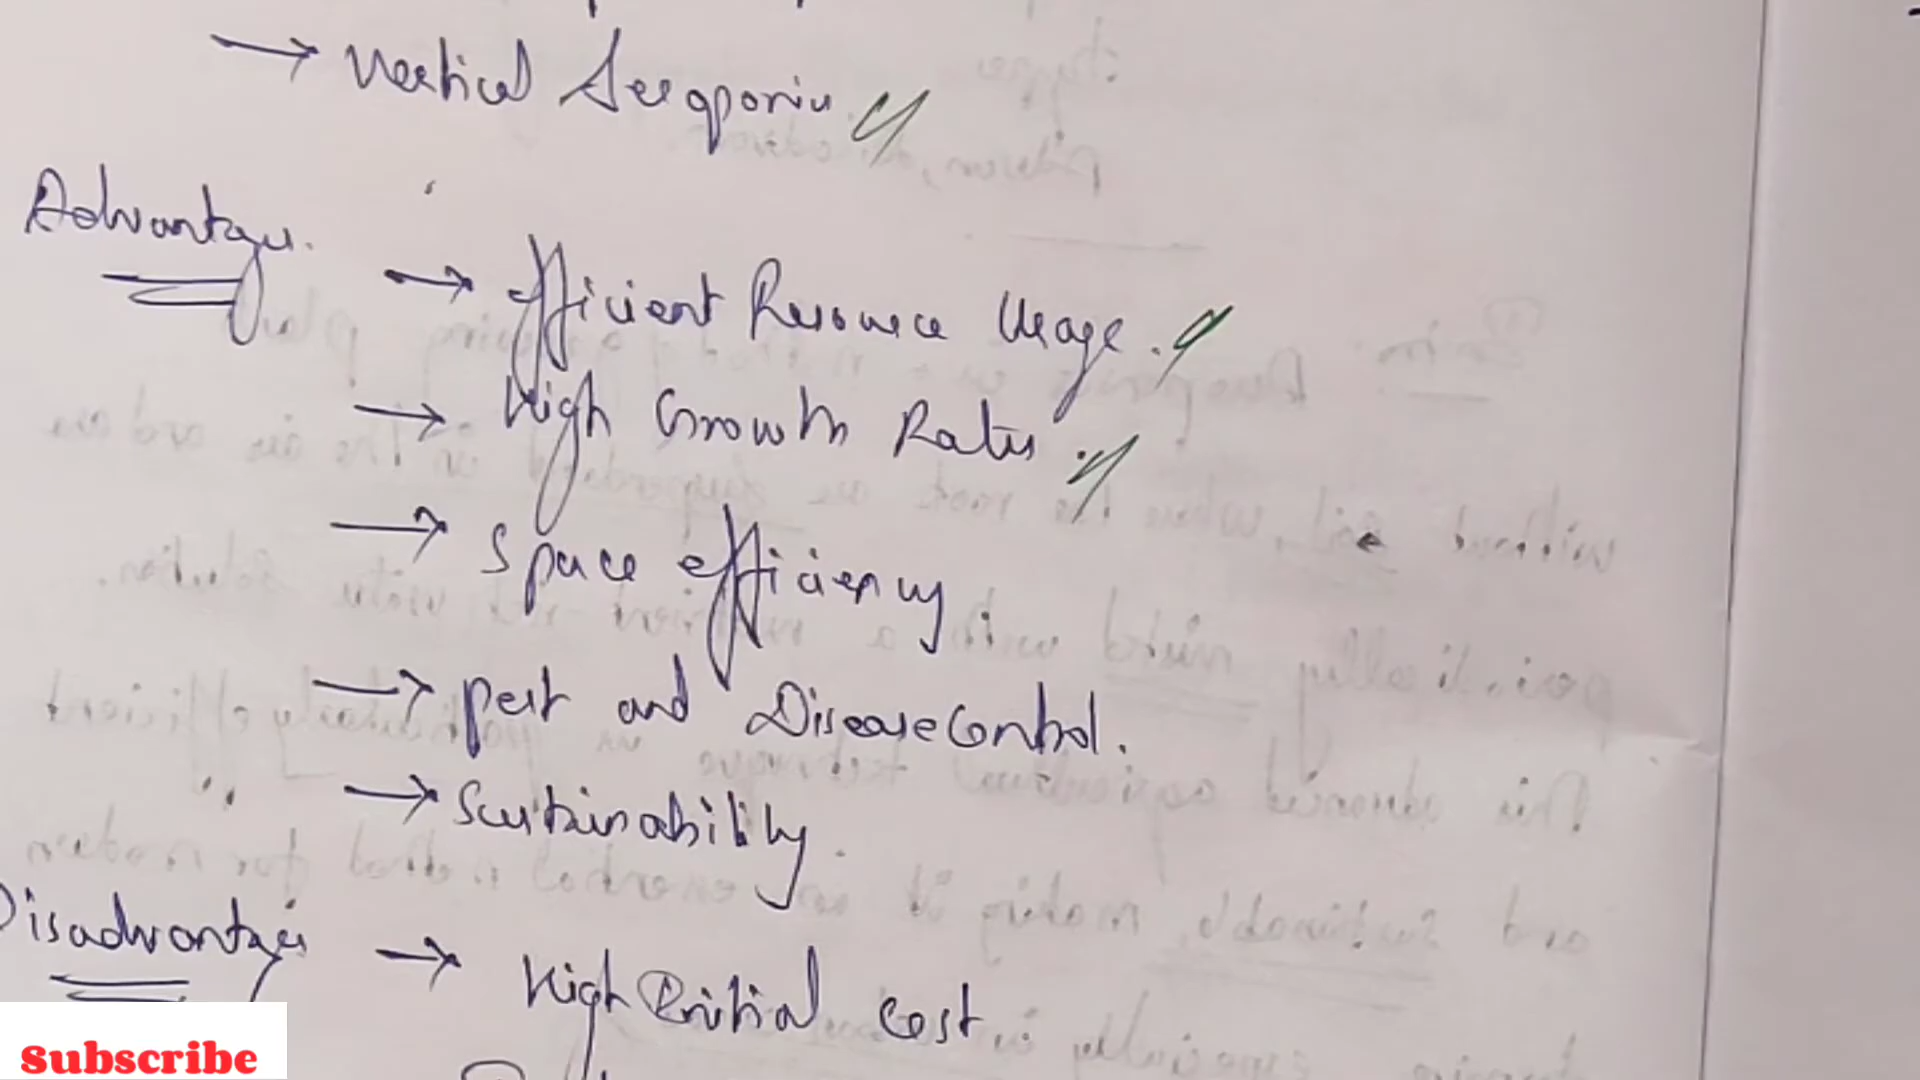 → Vertical Aeroponics
Advantages.
→ Efficient Resource Usage.
→ High Growth Rates.
→ Space efficiency.
→ pest and Disease Control.
→ Sustainability.
Disadvantages → High Initial cost
Subscribe